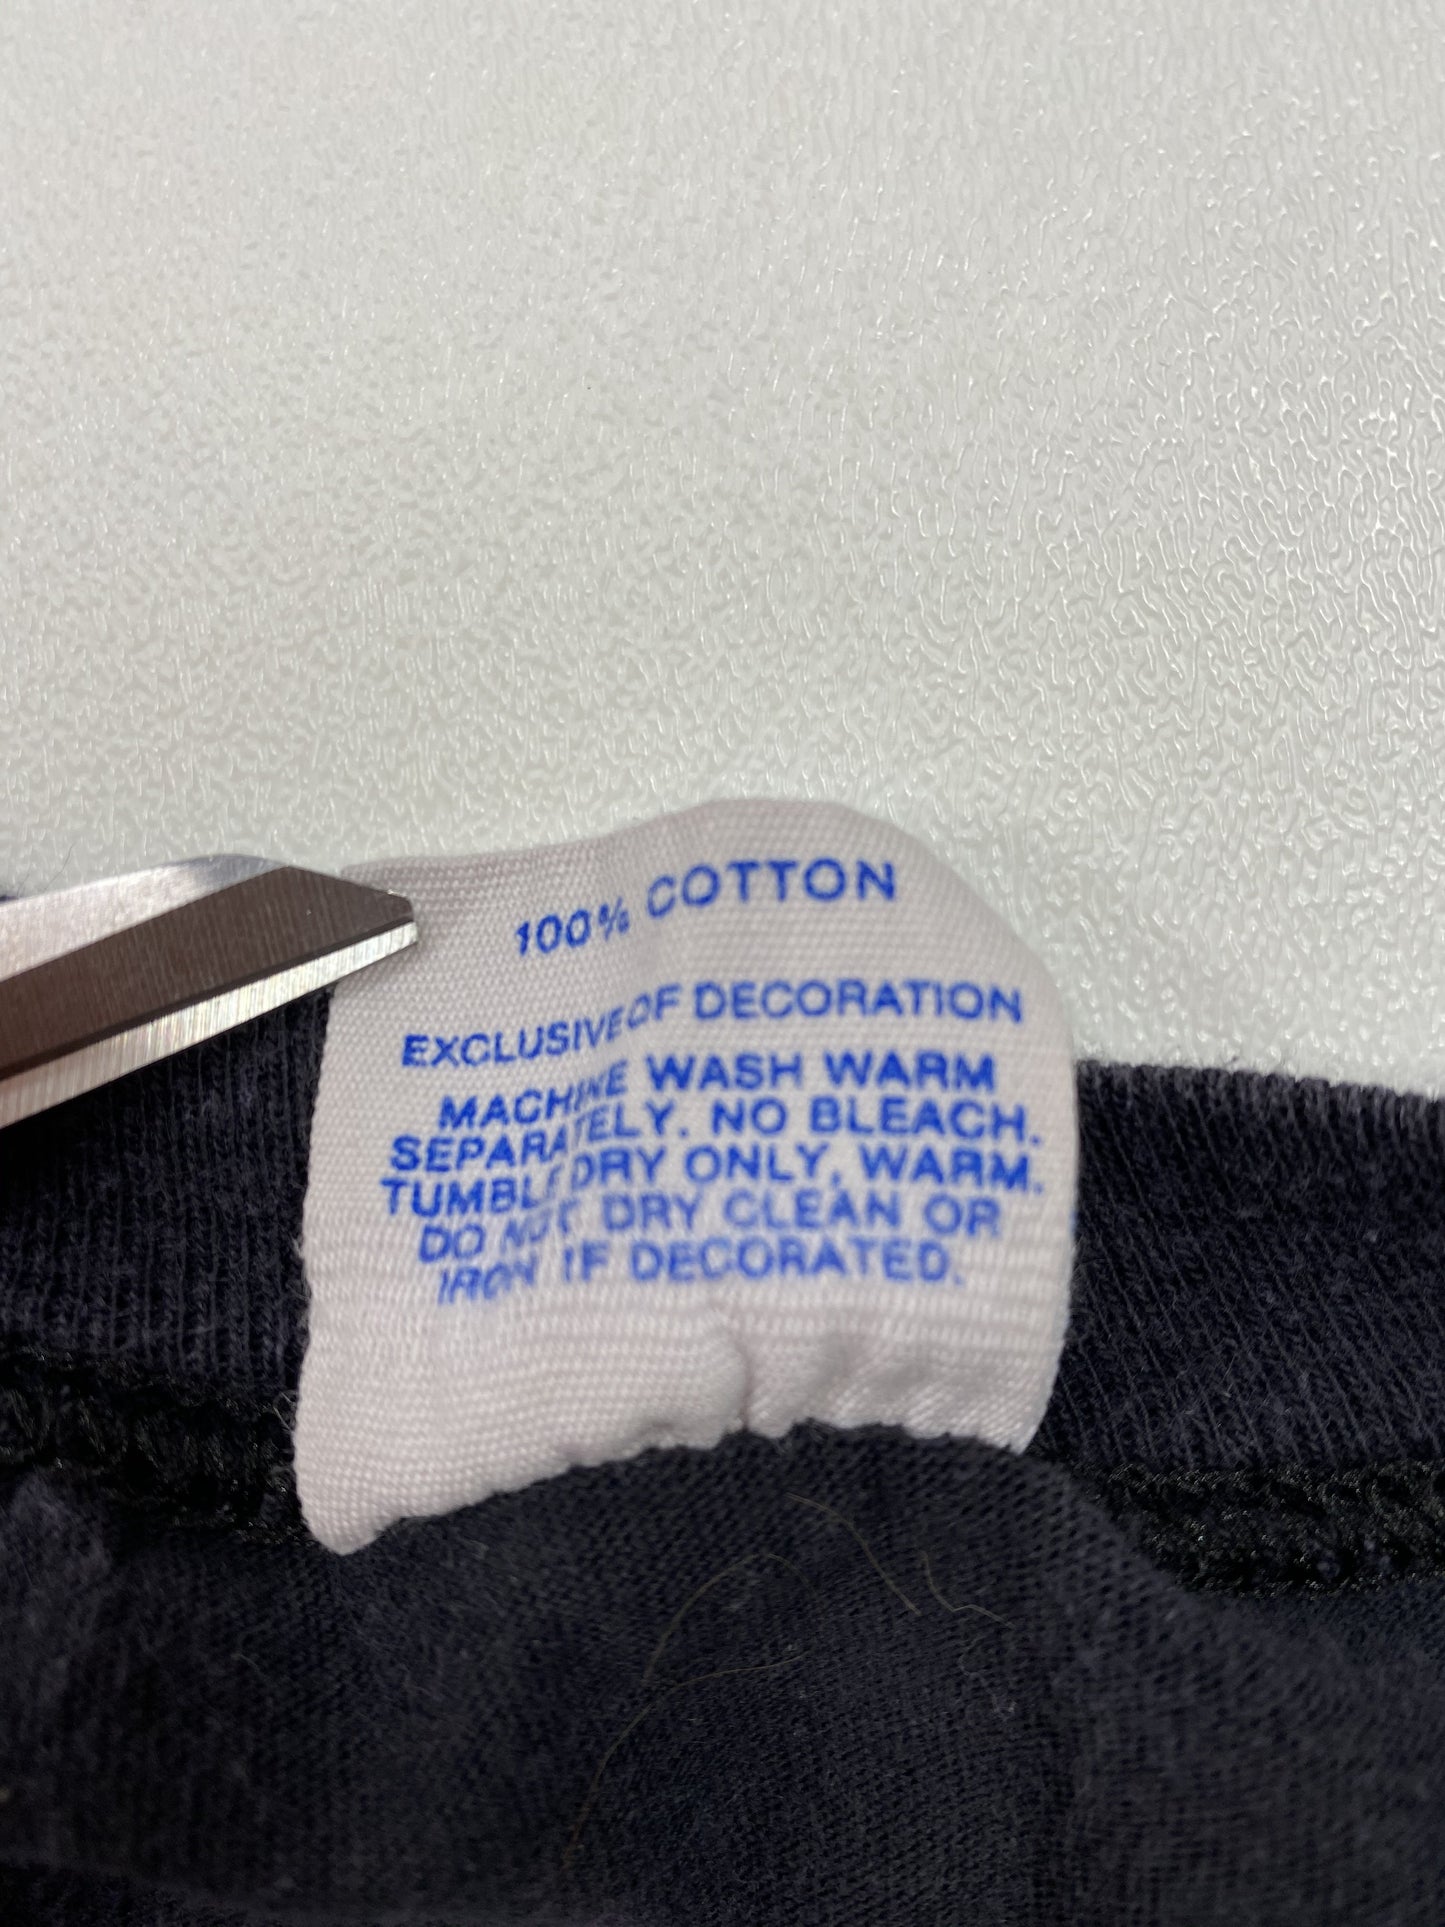 100% COTTON
EXCLUSIVE OF DECORATION
MACHINE WASH WARM
SEPARATELY. NO BLEACH.
TUMBLE DRY ONLY, WARM.
DO NOT DRY CLEAN OR
IRON IF DECORATED.